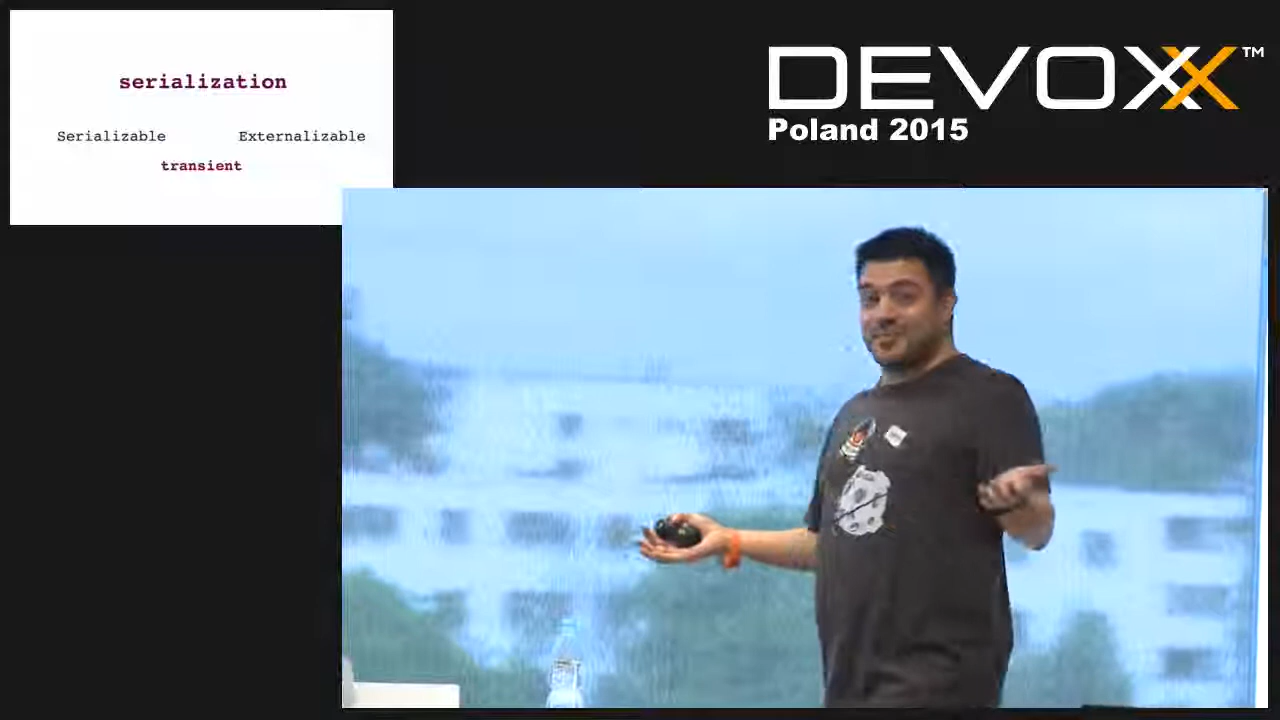 serialization
Serializable Externalizable
transient
DEVOXX™
Poland 2015